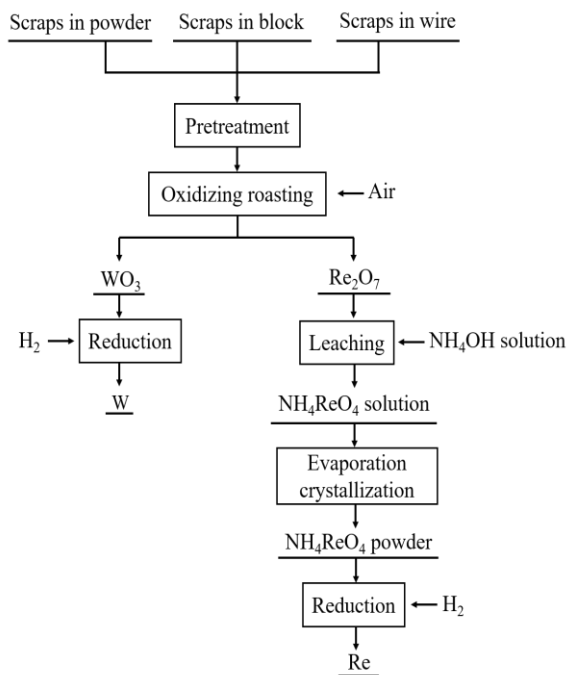 Scraps in powder
Scraps in block
Scraps in wire
Pretreatment
Oxidizing roasting
Air
WO₃
Re₂O₇
H₂
Reduction
Leaching
NH₄OH solution
W
NH₄ReO₄ solution
Evaporation
crystallization
NH₄ReO₄ powder
Reduction
H₂
Re